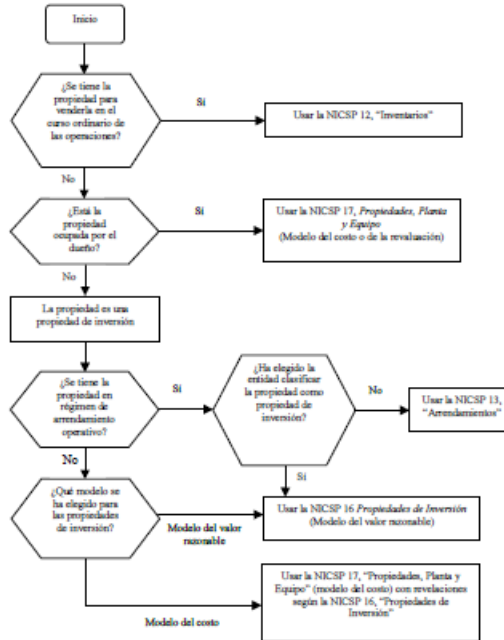 Inicio
¿Se tiene la
propiedad para
venderla en el
curso ordinario de
las operaciones?
Sí
Usar la NICSP 12, "Inventarios"
No
¿Está la
propiedad
ocupada por el
dueño?
Sí
Usar la NICSP 17, Propiedades, Planta
y Equipo
(Modelo del costo o de la revaluación)
No
La propiedad es una
propiedad de inversión
¿Se tiene la
propiedad en
régimen de
arrendamiento
operativo?
Sí
¿Ha elegido la
entidad clasificar
la propiedad como
propiedad de
inversión?
No
Usar la NICSP 13,
"Arrendamientos"
No
Sí
¿Qué modelo se
ha elegido para
las propiedades
de inversión?
Modelo del valor
razonable
Usar la NICSP 16 Propiedades de Inversión
(Modelo del valor razonable)
Modelo del costo
Usar la NICSP 17, "Propiedades, Planta y
Equipo" (modelo del costo) con revelaciones
según la NICSP 16, "Propiedades de
Inversión"